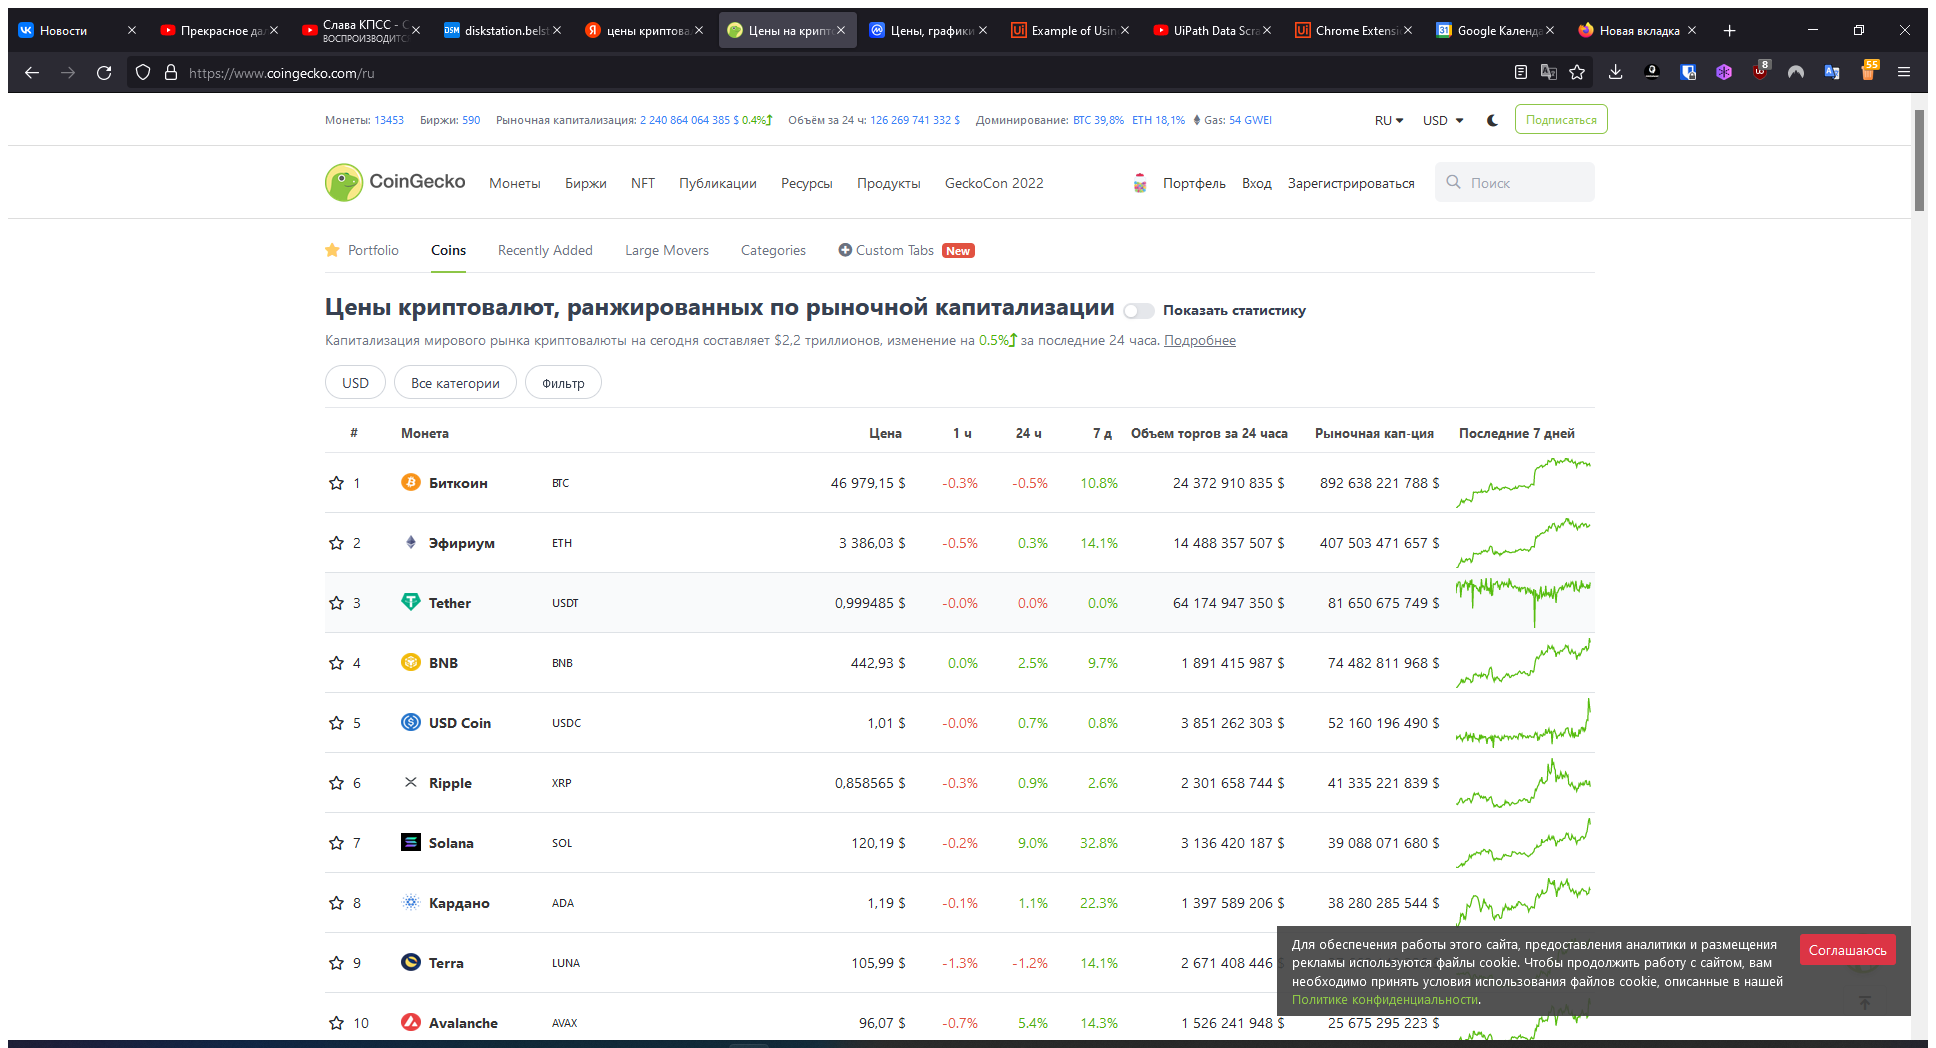 Новости
Прекрасное да
Слава КПСС - С
ВОСПРОИЗВОДИТС
diskstation.belst
цены криптова
Цены на крипт
Цены, графики
Example of Usin
UiPath Data Scra
Chrome Extensi
Google Календа
Новая вкладка
https://www.coingecko.com/ru
8
55
Монеты: 13453 Биржи: 590 Рыночная капитализация: 2 240 864 064 385 $ 0.4% Объём за 24 ч: 126 269 741 332 $ Доминирование: BTC 39,8% ETH 18,1% Gas: 54 GWEI
RU USD Подписаться
CoinGecko Монеты Биржи NFT Публикации Ресурсы Продукты GeckoCon 2022 Портфель Вход Зарегистрироваться Поиск
Portfolio Coins Recently Added Large Movers Categories Custom Tabs New
Цены криптовалют, ранжированных по рыночной капитализации Показать статистику
Капитализация мирового рынка криптовалюты на сегодня составляет $2,2 триллионов, изменение на 0.5% за последние 24 часа. Подробнее
USD Все категории Фильтр
# Монета Цена 1 ч 24 ч 7 д Объем торгов за 24 часа Рыночная кап-ция Последние 7 дней
1 Биткоин BTC 46 979,15 $ -0.3% -0.5% 10.8% 24 372 910 835 $ 892 638 221 788 $
2 Эфириум ETH 3 386,03 $ -0.5% 0.3% 14.1% 14 488 357 507 $ 407 503 471 657 $
3 Tether USDT 0,999485 $ -0.0% 0.0% 0.0% 64 174 947 350 $ 81 650 675 749 $
4 BNB BNB 442,93 $ 0.0% 2.5% 9.7% 1 891 415 987 $ 74 482 811 968 $
5 USD Coin USDC 1,01 $ -0.0% 0.7% 0.8% 3 851 262 303 $ 52 160 196 490 $
6 Ripple XRP 0,858565 $ -0.3% 0.9% 2.6% 2 301 658 744 $ 41 335 221 839 $
7 Solana SOL 120,19 $ -0.2% 9.0% 32.8% 3 136 420 187 $ 39 088 071 680 $
8 Кардано ADA 1,19 $ -0.1% 1.1% 22.3% 1 397 589 206 $ 38 280 285 544 $
9 Terra LUNA 105,99 $ -1.3% -1.2% 14.1% 2 671 408 446
10 Avalanche AVAX 96,07 $ -0.7% 5.4% 14.3% 1 526 241 948 $ 25 675 295 223 $
Для обеспечения работы этого сайта, предоставления аналитики и размещения
рекламы используются файлы cookie. Чтобы продолжить работу с сайтом, вам
необходимо принять условия использования файлов cookie, описанные в нашей
Политике конфиденциальности.
Соглашаюсь